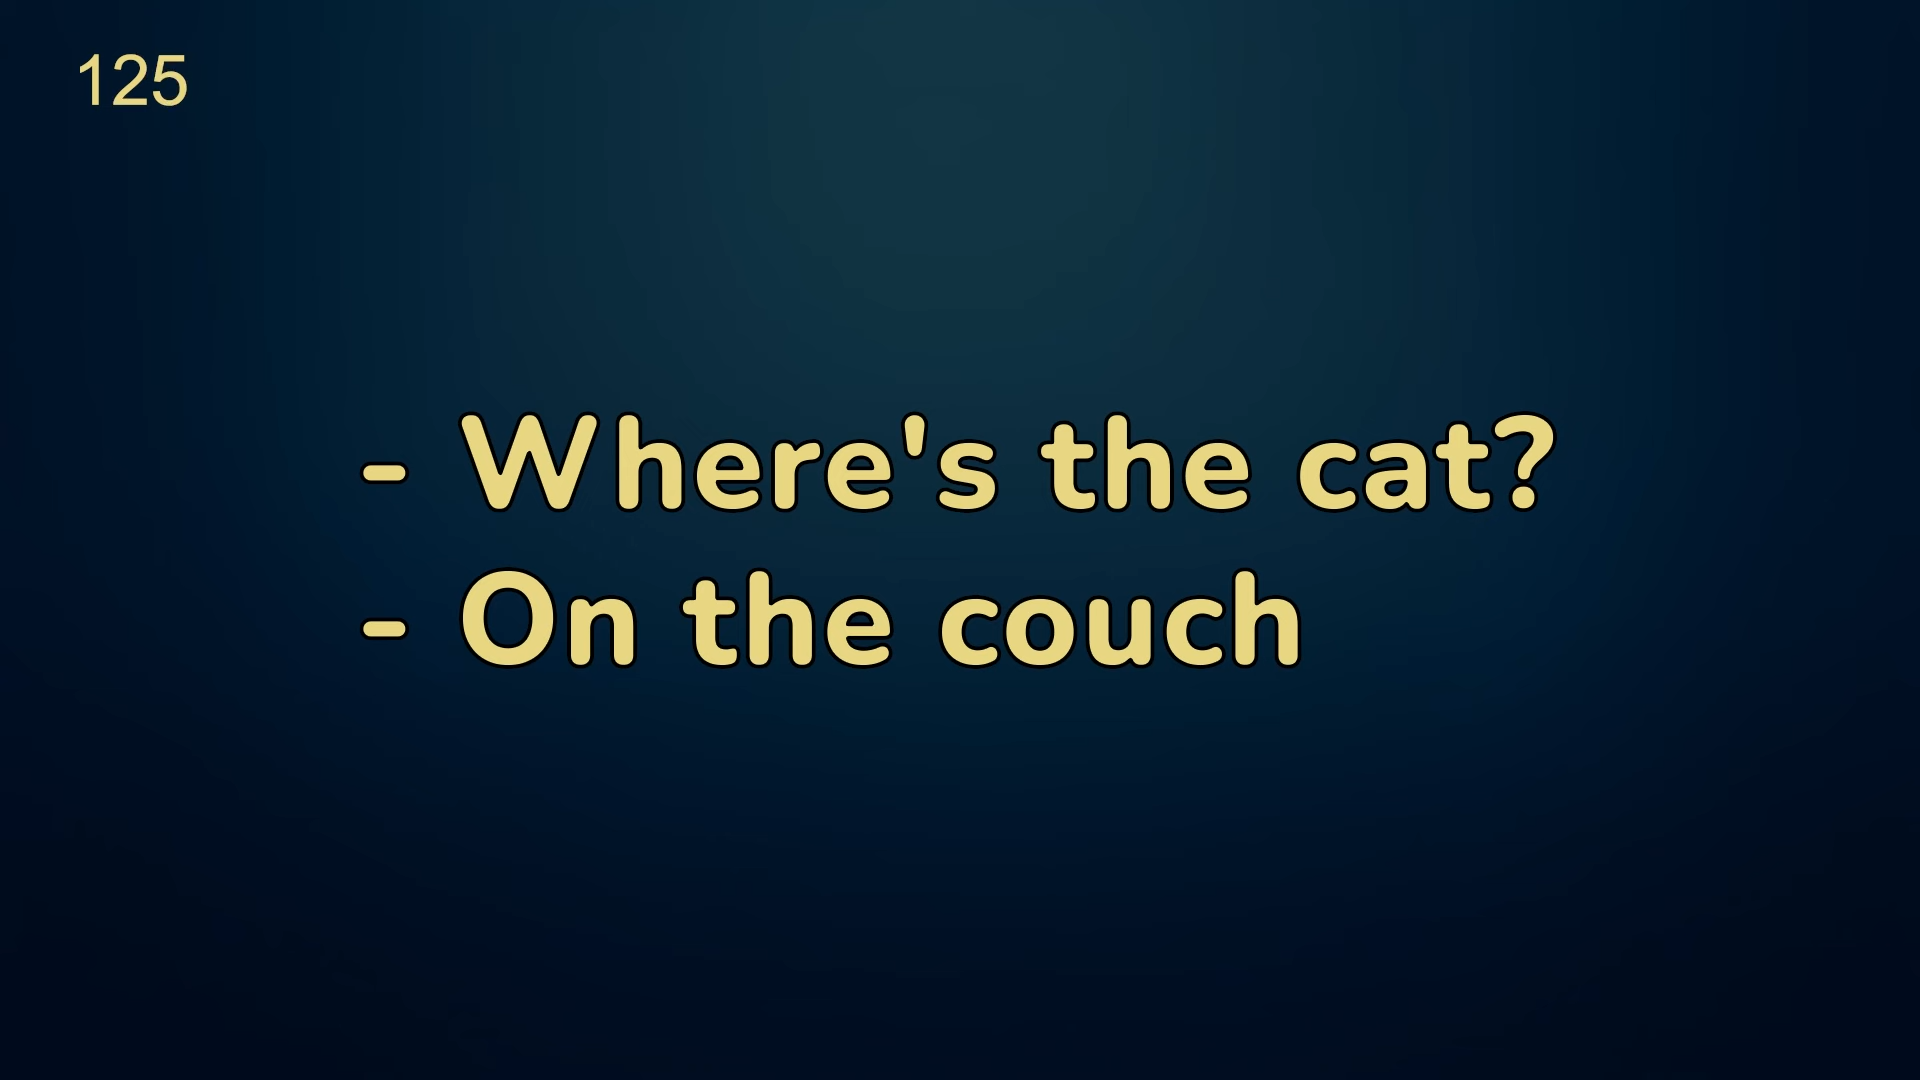 125
- Where's the cat?
- On the couch